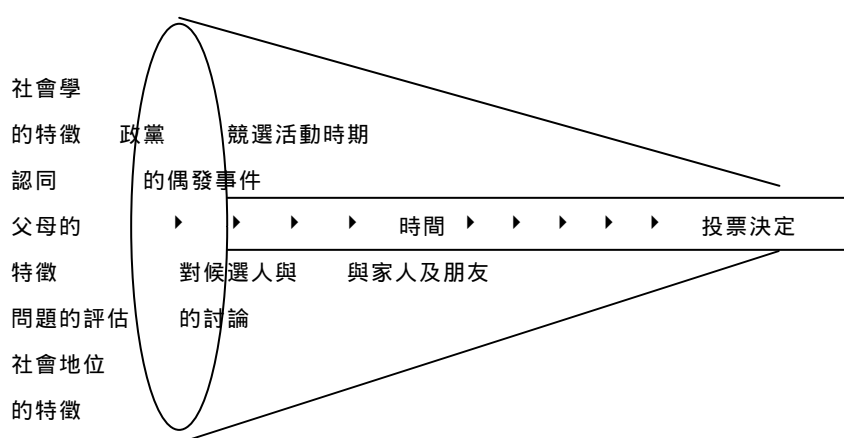 社會學
的特徵 政黨 競選活動時期
認同 的偶發事件
父母的 時間 投票決定
特徵 對候選人與 與家人及朋友
問題的評估 的討論
社會地位
的特徵